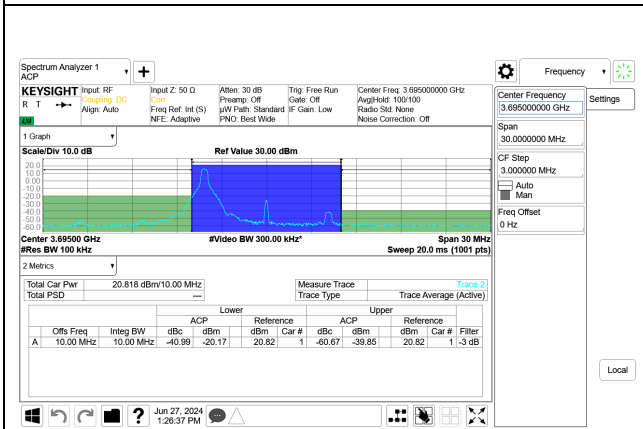 Spectrum Analyzer 1
ACP
Frequency
KEYSIGHT Input: RF Input Z: 50 Ω Atten: 30 dB Trig: Free Run Center Freq: 3.695000000 GHz
R T Coupling: DC Corr Preamp: Off Gate: Off Avg|Hold: 100/100
Align: Auto Freq Ref: Int (S) µW Path: Standard IF Gain: Low Radio Std: None
NFE: Adaptive PNO: Best Wide Noise Correction: Off
Center Frequency
3.695000000 GHz
Settings
Span
30.0000000 MHz
CF Step
3.000000 MHz
Auto
Man
Freq Offset
0 Hz
Local
1 Graph
Scale/Div 10.0 dB Ref Value 30.00 dBm
20.0
10.0
0.00
-10.0
-20.0
-30.0
-40.0
-50.0
-60.0
Center 3.69500 GHz #Video BW 300.00 kHz* Span 30 MHz
#Res BW 100 kHz Sweep 20.0 ms (1001 pts)
2 Metrics
Total Car Pwr 20.818 dBm/10.00 MHz Measure Trace Trace 2
Total PSD --- Trace Type Trace Average (Active)
Lower Upper
ACP Reference ACP Reference
Offs Freq Integ BW dBc dBm dBm Car # dBc dBm dBm Car # Filter
A 10.00 MHz 10.00 MHz -40.99 -20.17 20.82 1 -60.67 -39.85 20.82 1 -3 dB
Jun 27, 2024
1:26:37 PM